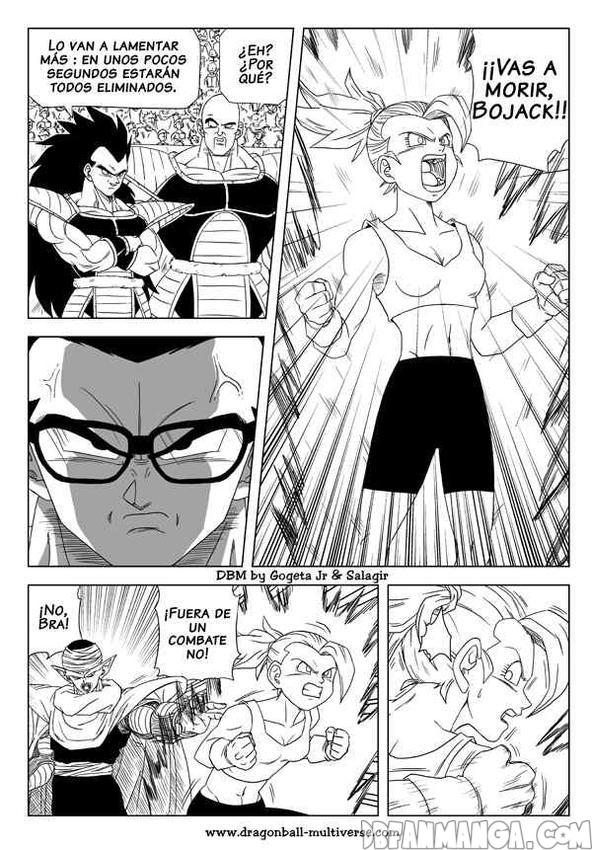 LO VAN A LAMENTAR
MÁS : EN UNOS POCOS
SEGUNDOS ESTARÁN
TODOS ELIMINADOS.
¿EH?
¿POR
QUÉ?
¡¡VAS A
MORIR,
BOJACK!!
DBM by Gogeta Jr & Salagir
¡NO,
BRA!
¡FUERA DE
UN
COMBATE
NO!
www.dragonball-multiverse.com
DBFANMANGA.COM